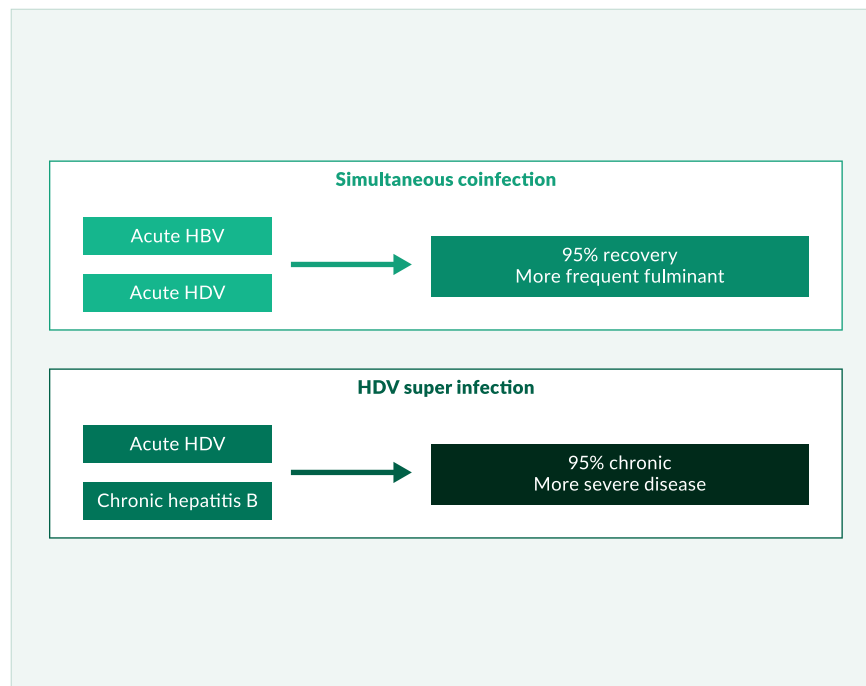 Simultaneous coinfection
Acute HBV
Acute HDV
95% recovery
More frequent fulminant
HDV super infection
Acute HDV
Chronic hepatitis B
95% chronic
More severe disease